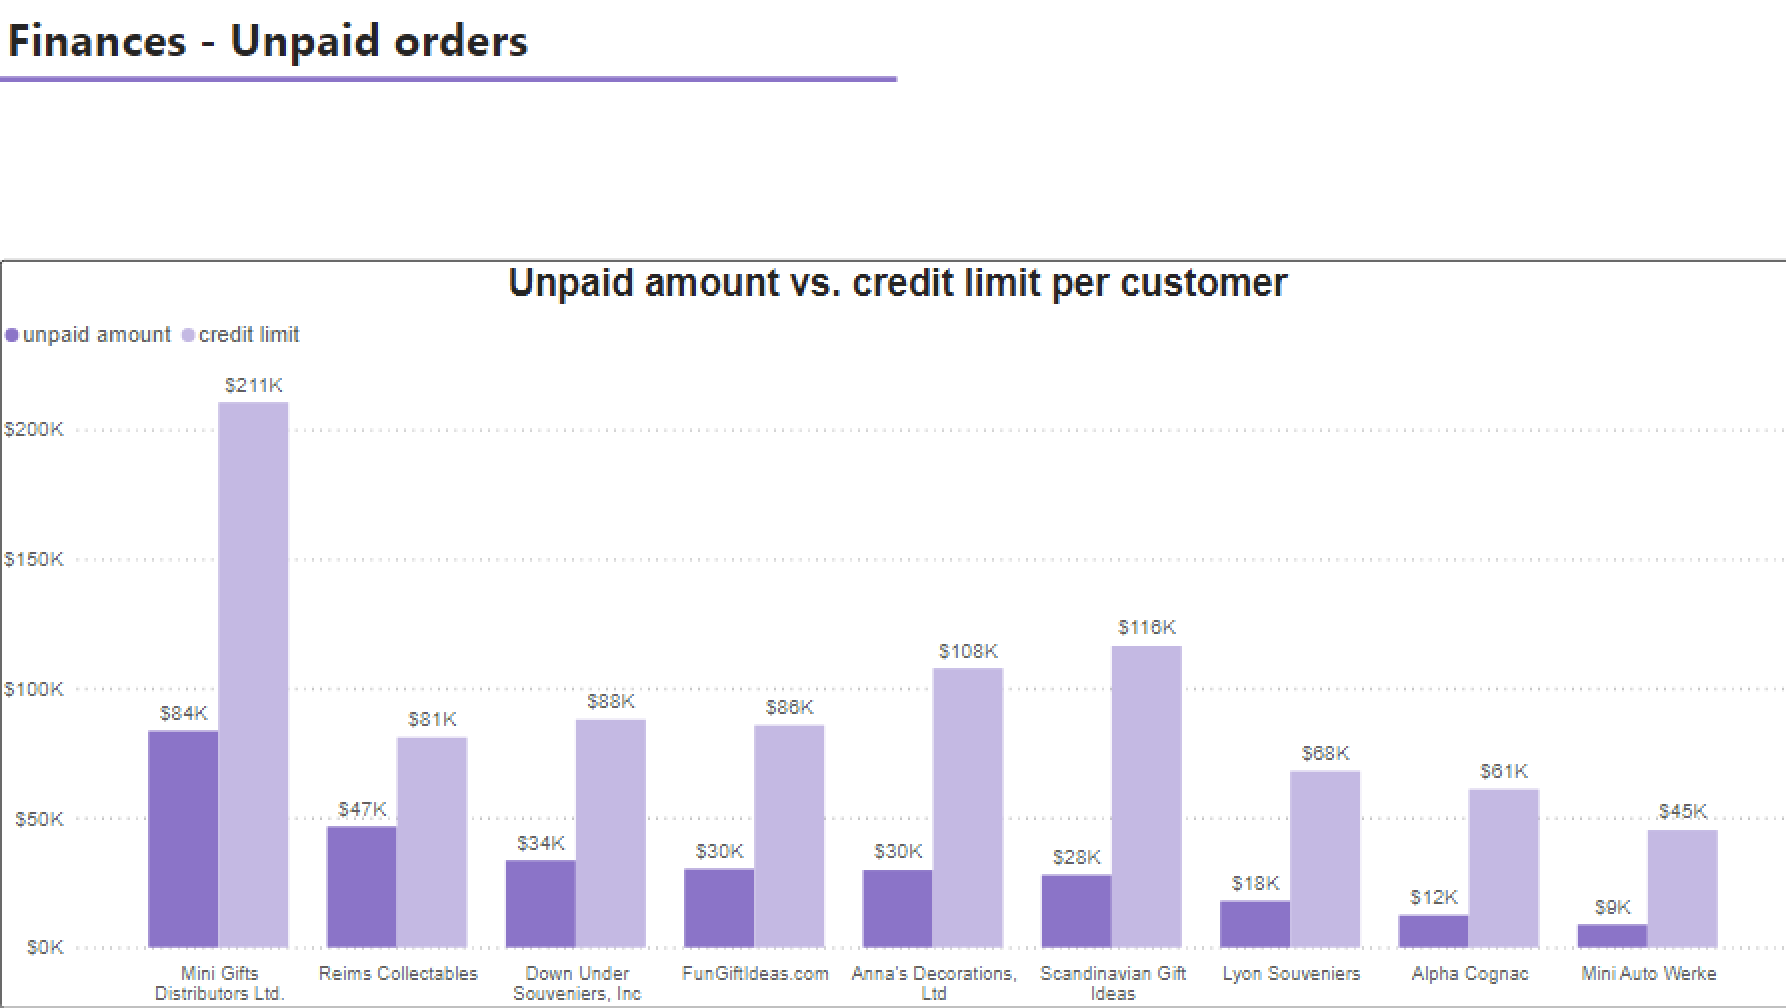 Finances - Unpaid orders
Unpaid amount vs. credit limit per customer
unpaid amount credit limit
$211K
$200K
$150K
$116K
$108K
$100K
$88K
$86K
$84K
$81K
$68K
$61K
$50K
$47K
$45K
$34K
$30K
$30K
$28K
$18K
$12K
$9K
$0K
Mini Gifts
Distributors Ltd.
Reims Collectables
Down Under
Souveniers, Inc
FunGiftIdeas.com
Anna's Decorations,
Ltd
Scandinavian Gift
Ideas
Lyon Souveniers
Alpha Cognac
Mini Auto Werke